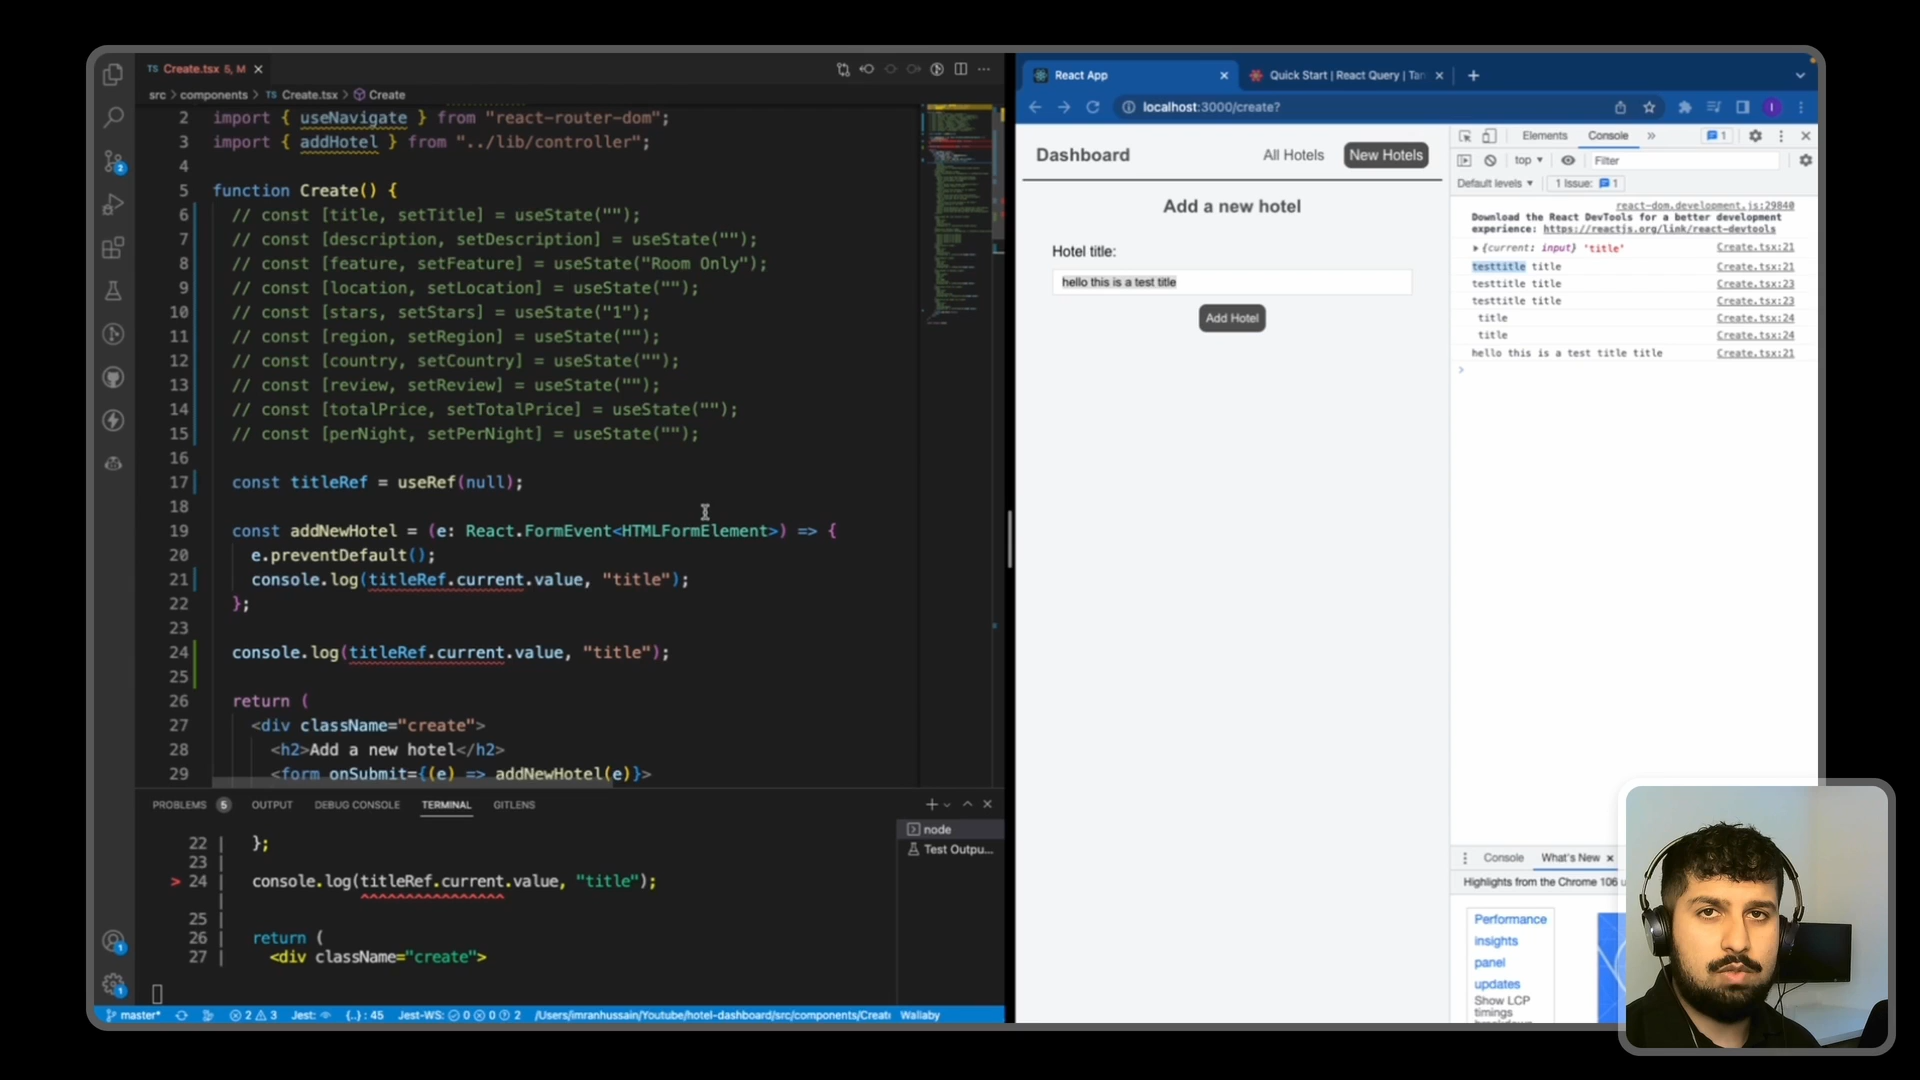 TS Create.tsx 5, M
src > components > TS Create.tsx > Create
2 import { useNavigate } from "react-router-dom";
3 import { addHotel } from "../lib/controller";
4
5 function Create() {
6 // const [title, setTitle] = useState("");
7 // const [description, setDescription] = useState("");
8 // const [feature, setFeature] = useState("Room Only");
9 // const [location, setLocation] = useState("");
10 // const [stars, setStars] = useState("1");
11 // const [region, setRegion] = useState("");
12 // const [country, setCountry] = useState("");
13 // const [review, setReview] = useState("");
14 // const [totalPrice, setTotalPrice] = useState("");
15 // const [perNight, setPerNight] = useState("");
16
17 const titleRef = useRef(null);
18
19 const addNewHotel = (e: React.FormEvent<HTMLFormElement>) => {
20 e.preventDefault();
21 console.log(titleRef.current.value, "title");
22 };
23
24 console.log(titleRef.current.value, "title");
25
26 return (
27 <div className="create">
28 <h2>Add a new hotel</h2>
29 <form onSubmit={(e) => addNewHotel(e)}>
PROBLEMS 5 OUTPUT DEBUG CONSOLE TERMINAL GITLENS
22 | };
23 |
> 24 | console.log(titleRef.current.value, "title");
|
25 |
26 | return (
27 | <div className="create">
node
Test Outpu...
master* 2 3 Jest: {..} : 45 Jest-WS: 0 0 2 /Users/imranhussain/Youtube/hotel-dashboard/src/components/Creat Wallaby
React App
Quick Start | React Query | Tan
localhost:3000/create?
Dashboard
All Hotels
New Hotels
Add a new hotel
Hotel title:
hello this is a test title
Add Hotel
Elements Console » 1
top Filter
Default levels 1 Issue: 1
react-dom.development.js:29840
Download the React DevTools for a better development
experience: https://reactjs.org/link/react-devtools
{current: input} 'title' Create.tsx:21
testtitle title Create.tsx:21
testtitle title Create.tsx:23
testtitle title Create.tsx:23
title Create.tsx:24
title Create.tsx:24
hello this is a test title title Create.tsx:21
Console What's New
Highlights from the Chrome 106
Performance
insights
panel
updates
Show LCP
timings